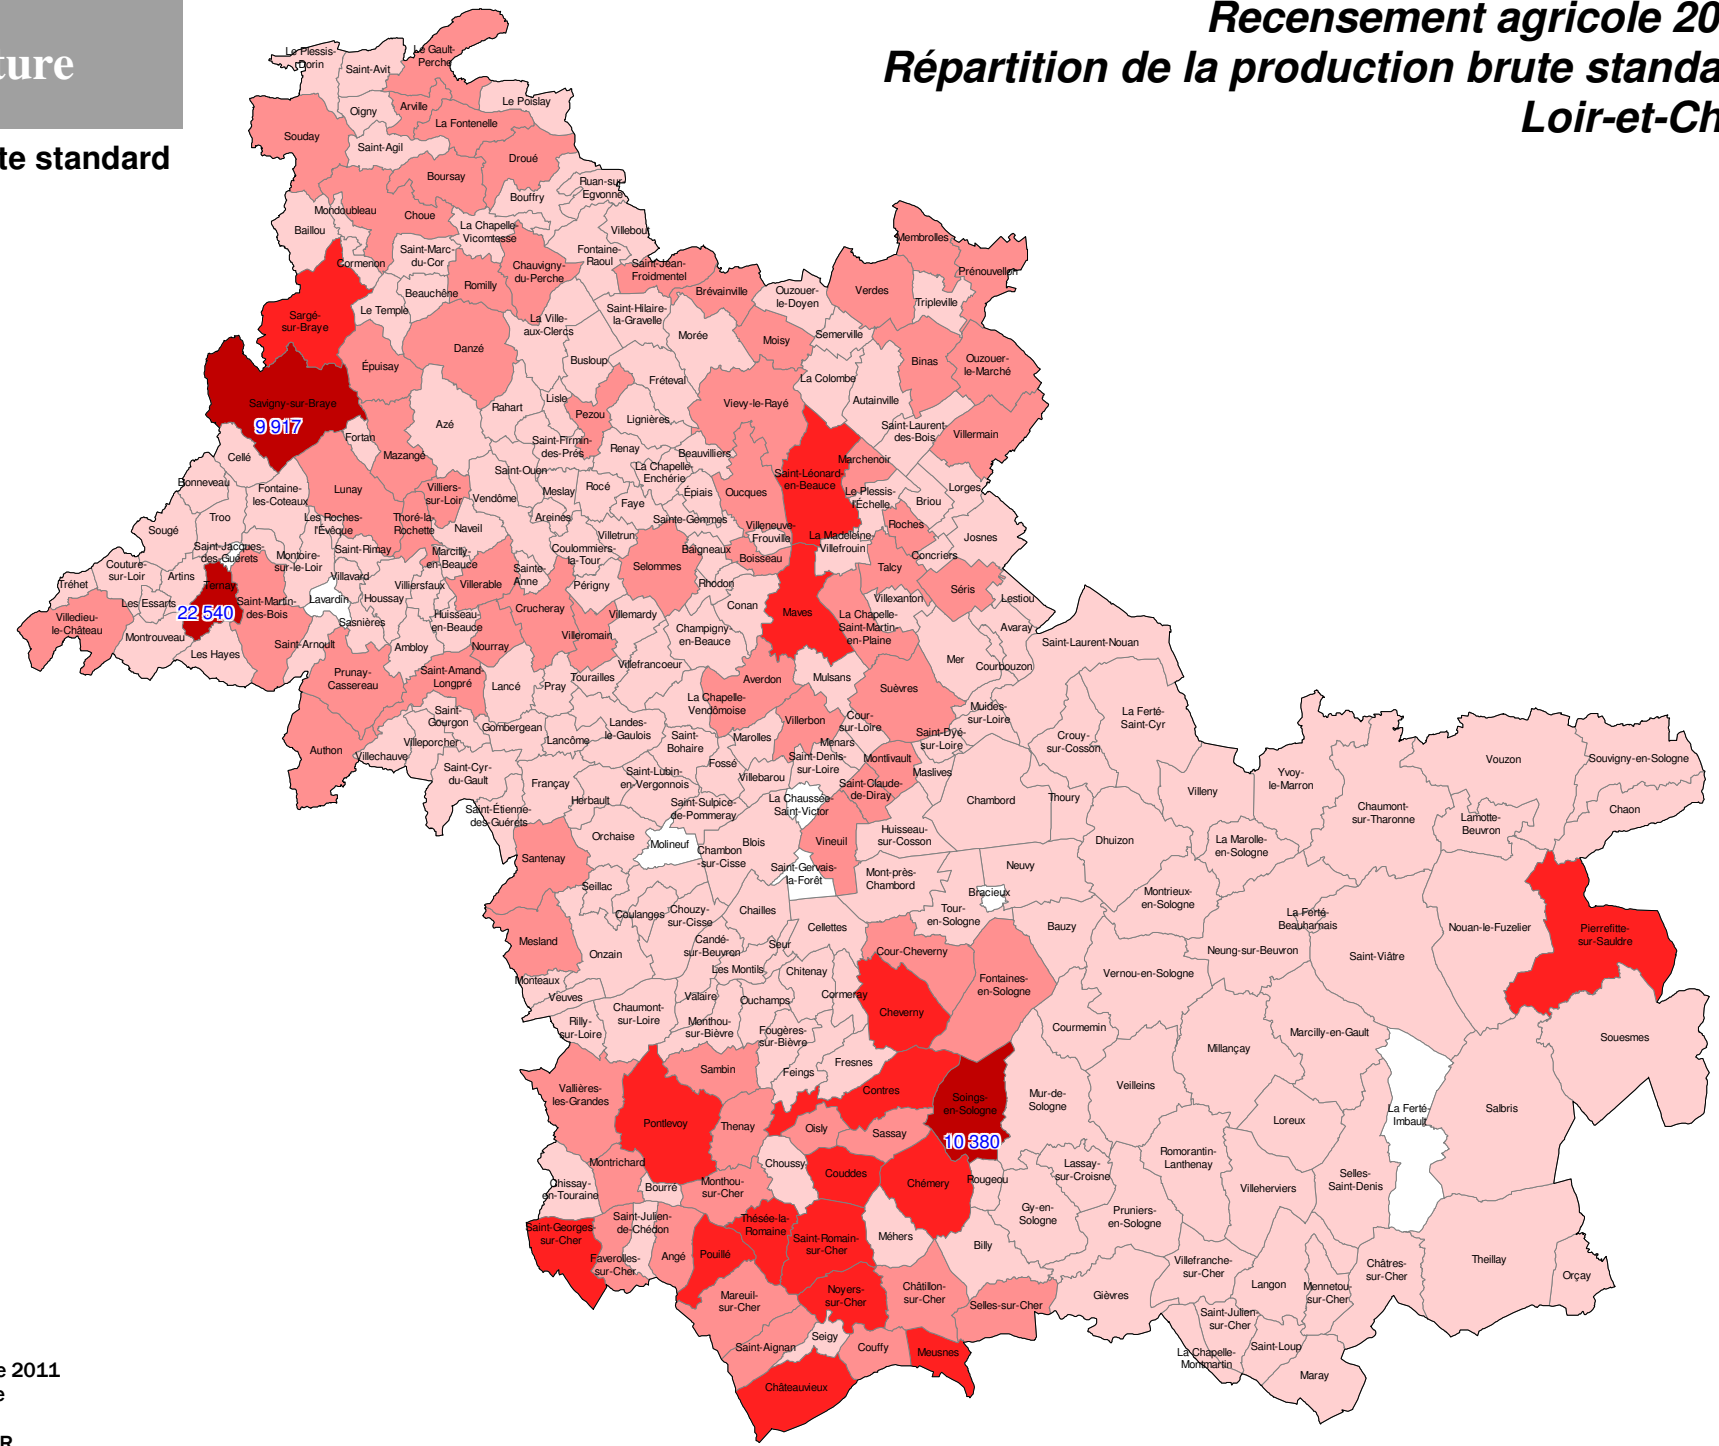 ture
te standard
Recensement agricole 20
Répartition de la production brute standa
Loir-et-Ch
Le Plessis-
Dorin
Saint-Avit
Le Gault-
Perche
Oigny
Arville
Le Poislay
La Fontenelle
Souday
Saint-Agil
Droué
Boursay
Ruan-sur-
Egvonne
Bouffry
Mondoubleau
Choue
Baillou
La Chapelle-
Vicomtesse
Villebout
Saint-Marc-
du-Cor
Fontaine-
Raoul
Cormenon
Chauvigny-
du-Perche
Saint-Jean-
Froidmentel
Membrolles
Prénouvellon
Romilly
Beauchêne
Brévainville
Ouzouer-
le-Doyen
Verdes
Tripleville
Le Temple
Sargé-
sur-Braye
La Ville-
aux-Clercs
Saint-Hilaire-
la-Gravelle
Morée
Semerville
Moisy
Danzé
Épuisay
Busloup
Binas
Ouzouer-
le-Marché
Fréteval
La Colombe
Savigny-sur-Braye
9 917
Lisle
Rahart
Pezou
Vievy-le-Rayé
Autainville
Azé
Lignières
Saint-Laurent-
des-Bois
Villermain
Fortan
Mazangé
Cellé
Saint-Firmin-
des-Prés
Renay
Beauvilliers
Marchenoir
La Chapelle-
Enchérie
Saint-Ouen
Saint-Léonard-
en-Beauce
Bonneveau
Fontaine-
les-Coteaux
Lunay
Villiers-
sur-Loir
Vendôme
Meslay
Rocé
Faye
Épiais
Oucques
Le Plessis-
l'Échelle
Briou
Lorges
Sougé
Troo
Les Roches-
l'Évêque
Thoré-la-
Rochette
Naveil
Areines
Villetrun
Sainte-Gemmes
Villeneuve-
Frouville
La Madeleine-
Villefrouin
Roches
Josnes
Saint-Jacques-
des-Guérets
Montoire-
sur-le-Loir
Saint-Rimay
Marcilly-
en-Beauce
Coulommiers-
la-Tour
Baigneaux
Boisseau
Concriers
Couture-
sur-Loir
Artins
Villavard
Villiersfaux
Villerable
Sainte-
Anne
Périgny
Selommes
Rhodon
Talcy
Tréhet
Ternay
22 540
Les Essarts
Saint-Martin-
des-Bois
Lavardin
Houssay
Huisseau-
en-Beauce
Crucheray
Villemardy
Conan
Maves
Villexanton
Séris
Lestiou
Villedieu-
le-Château
Montrouveau
Les Hayes
Saint-Arnoult
Sasnières
Ambloy
Nourray
Villeromain
Champigny-
en-Beauce
La Chapelle-
Saint-Martin-
en-Plaine
Avaray
Mer
Courbouzon
Saint-Laurent-Nouan
Villefrancoeur
Prunay-
Cassereau
Saint-Amand-
Longpré
Lancé
Pray
Tourailles
Averdon
Mulsans
Suèvres
La Chapelle-
Vendômoise
Villerbon
Cour-
sur-Loire
Muides-
sur-Loire
La Ferté-
Saint-Cyr
Saint-
Gourgon
Gombergean
Lancôme
Landes-
le-Gaulois
Saint-
Bohaire
Marolles
Menars
Saint-Dyé-
sur-Loire
Crouy-
sur-Cosson
Authon
Villechauve
Villeporcher
Saint-Cyr-
du-Gault
Françay
Fossé
Villebarou
Saint-Denis-
sur-Loire
Montlivault
Maslives
Vouzon
Souvigny-en-Sologne
Herbault
Saint-Lubin-
en-Vergonnois
Saint-Claude-
de-Diray
Chambord
Thoury
Villeny
Yvoy-
le-Marron
Chaumont-
sur-Tharonne
Lamotte-
Beuvron
Chaon
Saint-Étienne-
des-Guérets
Saint-Sulpice-
de-Pommeray
La Chaussée-
Saint-Victor
Huisseau-
sur-Cosson
Dhuizon
La Marolle-
en-Sologne
Orchaise
Molineuf
Chambon
-sur-Cisse
Blois
Vineuil
Santenay
Seillac
Saint-Gervais-
la-Forêt
Mont-près-
Chambord
Neuvy
Bracieux
Tour-
en-Sologne
Montrieux-
en-Sologne
Coulanges
Chouzy-
sur-Cisse
Chailles
Cellettes
Bauzy
La Ferté-
Beauharnais
Nouan-le-Fuzelier
Pierrefitte-
sur-Sauldre
Mesland
Onzain
Candé-
sur-Beuvron
Seur
Cour-Cheverny
Neung-sur-Beuvron
Saint-Viâtre
Monteaux
Veuves
Les Montils
Chitenay
Fontaines-
en-Sologne
Vernou-en-Sologne
Chaumont-
sur-Loire
Valaire
Ouchamps
Cormeray
Cheverny
Rilly-
sur-Loire
Monthou-
sur-Bièvre
Fougères-
sur-Bièvre
Courmemin
Millançay
Marcilly-en-Gault
Souesmes
Sambin
Feings
Fresnes
Vallières-
les-Grandes
Contres
Soings-
en-Sologne
10 380
Mur-de-
Sologne
Veilleins
Loreux
La Ferté-
Imbault
Salbris
Pontlevoy
Thenay
Oisly
Sassay
Montrichard
Choussy
Couddes
Chémery
Rougeou
Lassay-
sur-Croisne
Romorantin-
Lanthenay
Selles-
Saint-Denis
Villeherviers
Chissay-
en-Touraine
Bourré
Monthou-
sur-Cher
Saint-Georges-
sur-Cher
Saint-Julien-
de-Chédon
Thésée-la-
Romaine
Saint-Romain-
sur-Cher
Méhers
Billy
Gy-en-
Sologne
Pruniers-
en-Sologne
Faverolles-
sur-Cher
Angé
Pouillé
Noyers-
sur-Cher
Châtillon-
sur-Cher
Selles-sur-Cher
Gièvres
Villefranche-
sur-Cher
Langon
Mennetou-
sur-Cher
Châtres-
sur-Cher
Theillay
Orçay
Mareuil-
sur-Cher
Saint-Aignan
Seigy
Couffy
Meusnes
Saint-Julien-
sur-Cher
Saint-Loup
La Chapelle-
Montmartin
Maray
Châteauvieux
e 2011
e
R